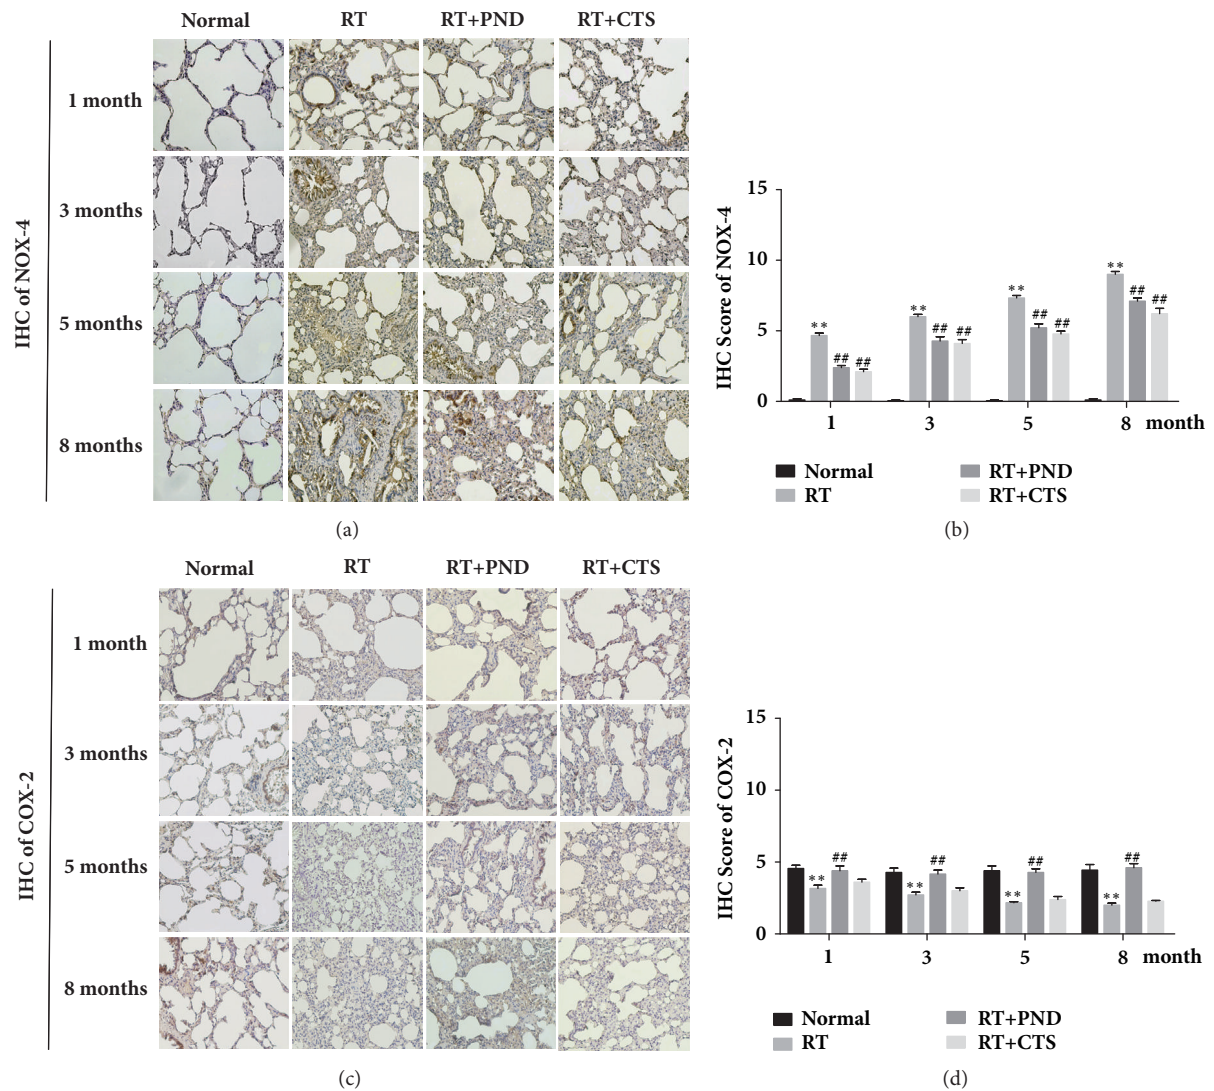 Normal RT RT+PND RT+CTS
IHC of NOX-4
1 month
3 months
5 months
8 months
(a)
IHC Score of NOX-4
15
10
5
0
** ## ##
** ## ##
** ## ##
** ## ##
1 3 5 8 month
Normal RT+PND
RT RT+CTS
(b)
Normal RT RT+PND RT+CTS
IHC of COX-2
1 month
3 months
5 months
8 months
(c)
IHC Score of COX-2
15
10
5
0
** ##
** ##
** ##
** ##
1 3 5 8 month
Normal RT+PND
RT RT+CTS
(d)